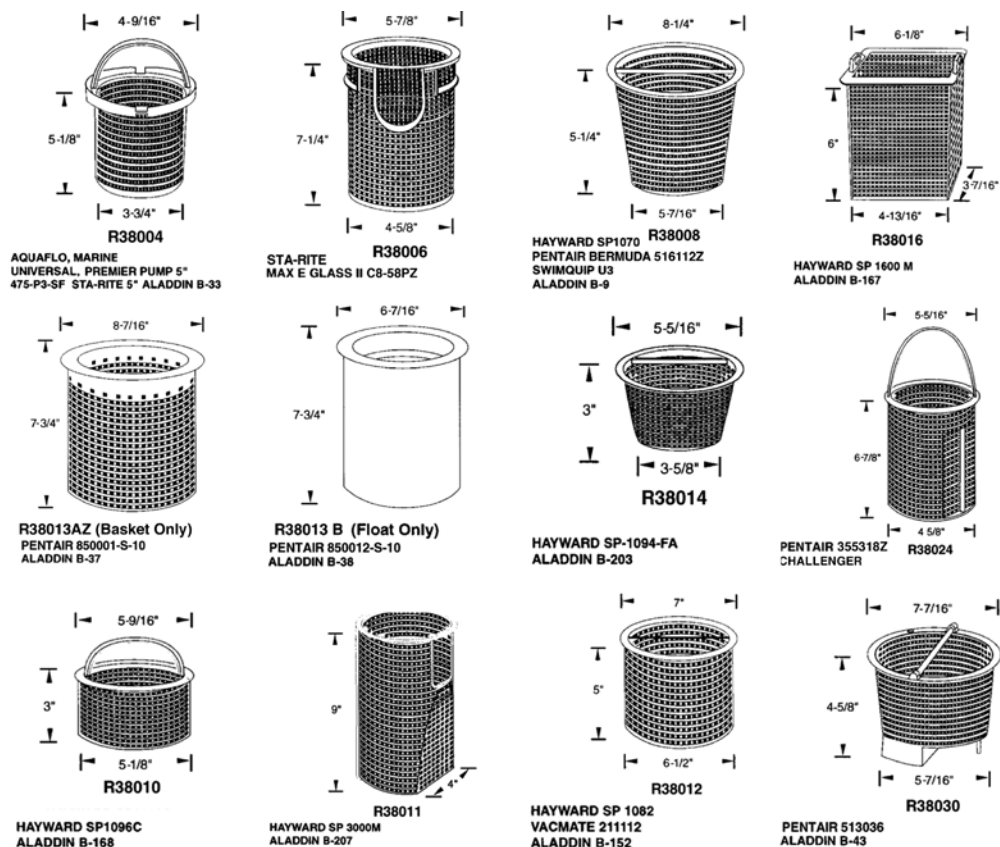 4-9/16"
5-1/8"
3-3/4"
R38004
AQUAFLO, MARINE
UNIVERSAL, PREMIER PUMP 5"
475-P3-SF STA-RITE 5" ALADDIN B-33
5-7/8"
7-1/4"
4-5/8"
R38006
STA-RITE
MAX E GLASS II C8-58PZ
8-1/4"
5-1/4"
5-7/16"
R38008
HAYWARD SP1070
PENTAIR BERMUDA 516112Z
SWIMQUIP U3
ALADDIN B-9
6-1/8"
6"
3-7/16"
4-13/16"
R38016
HAYWARD SP 1600 M
ALADDIN B-167
8-7/16"
7-3/4"
R38013AZ (Basket Only)
PENTAIR 850001-S-10
ALADDIN B-37
6-7/16"
7-3/4"
R38013 B (Float Only)
PENTAIR 850012-S-10
ALADDIN B-38
5-5/16"
3"
3-5/8"
R38014
HAYWARD SP-1094-FA
ALADDIN B-203
5-5/16"
6-7/8"
4 5/8"
R38024
PENTAIR 355318Z
CHALLENGER
5-9/16"
3"
5-1/8"
R38010
HAYWARD SP1096C
ALADDIN B-168
9"
4"
R38011
HAYWARD SP 3000M
ALADDIN B-207
7"
5"
6-1/2"
R38012
HAYWARD SP 1082
VACMATE 211112
ALADDIN B-152
7-7/16"
4-5/8"
5-7/16"
R38030
PENTAIR 513036
ALADDIN B-43